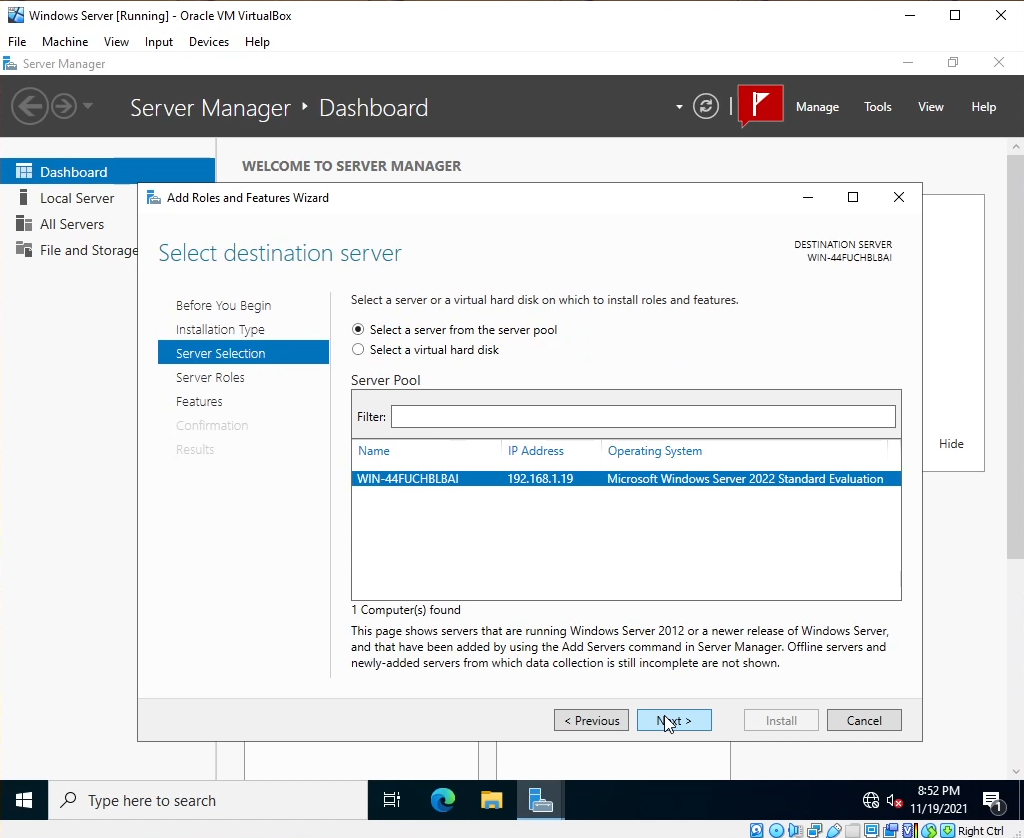 Windows Server [Running] - Oracle VM VirtualBox
File Machine View Input Devices Help
Server Manager
Server Manager Dashboard
Manage Tools View Help
Dashboard
Local Server
All Servers
File and Storage
WELCOME TO SERVER MANAGER
Add Roles and Features Wizard
Select destination server
DESTINATION SERVER
WIN-44FUCHBLBAI
Before You Begin
Installation Type
Server Selection
Server Roles
Features
Confirmation
Results
Select a server or a virtual hard disk on which to install roles and features.
Select a server from the server pool
Select a virtual hard disk
Server Pool
Filter:
Name IP Address Operating System
WIN-44FUCHBLBAI 192.168.1.19 Microsoft Windows Server 2022 Standard Evaluation
1 Computer(s) found
This page shows servers that are running Windows Server 2012 or a newer release of Windows Server,
and that have been added by using the Add Servers command in Server Manager. Offline servers and
newly-added servers from which data collection is still incomplete are not shown.
Hide
< Previous Next > Install Cancel
Type here to search
8:52 PM
11/19/2021
1
Right Ctrl